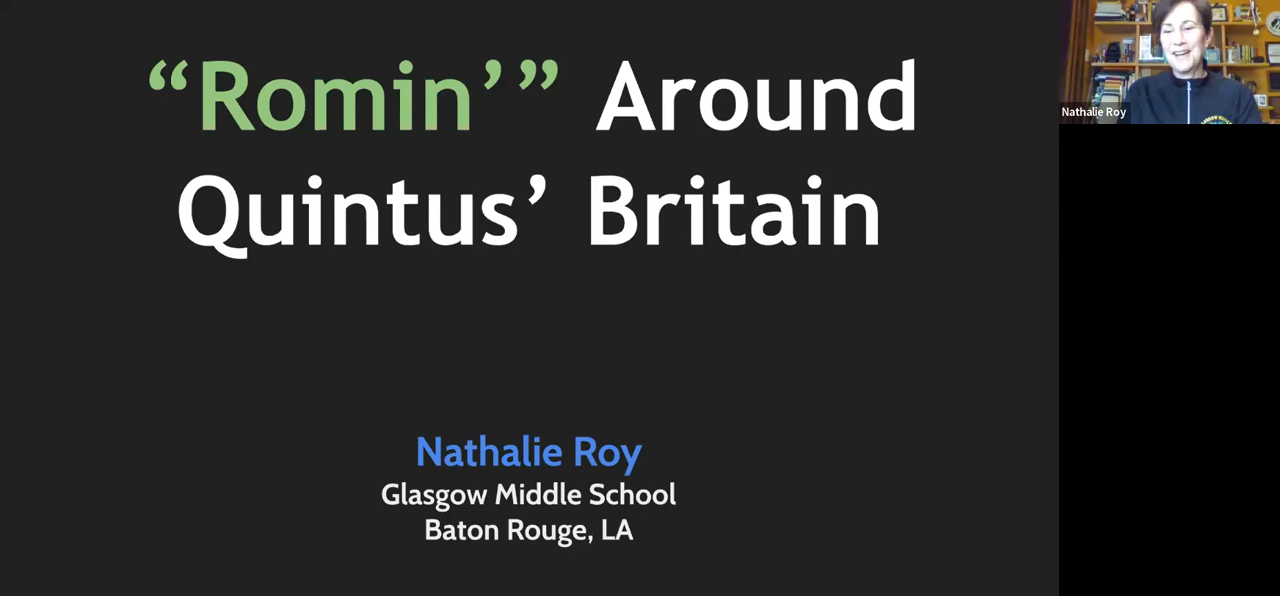 “Romin’” Around
Quintus’ Britain
Nathalie Roy
Glasgow Middle School
Baton Rouge, LA
Nathalie Roy